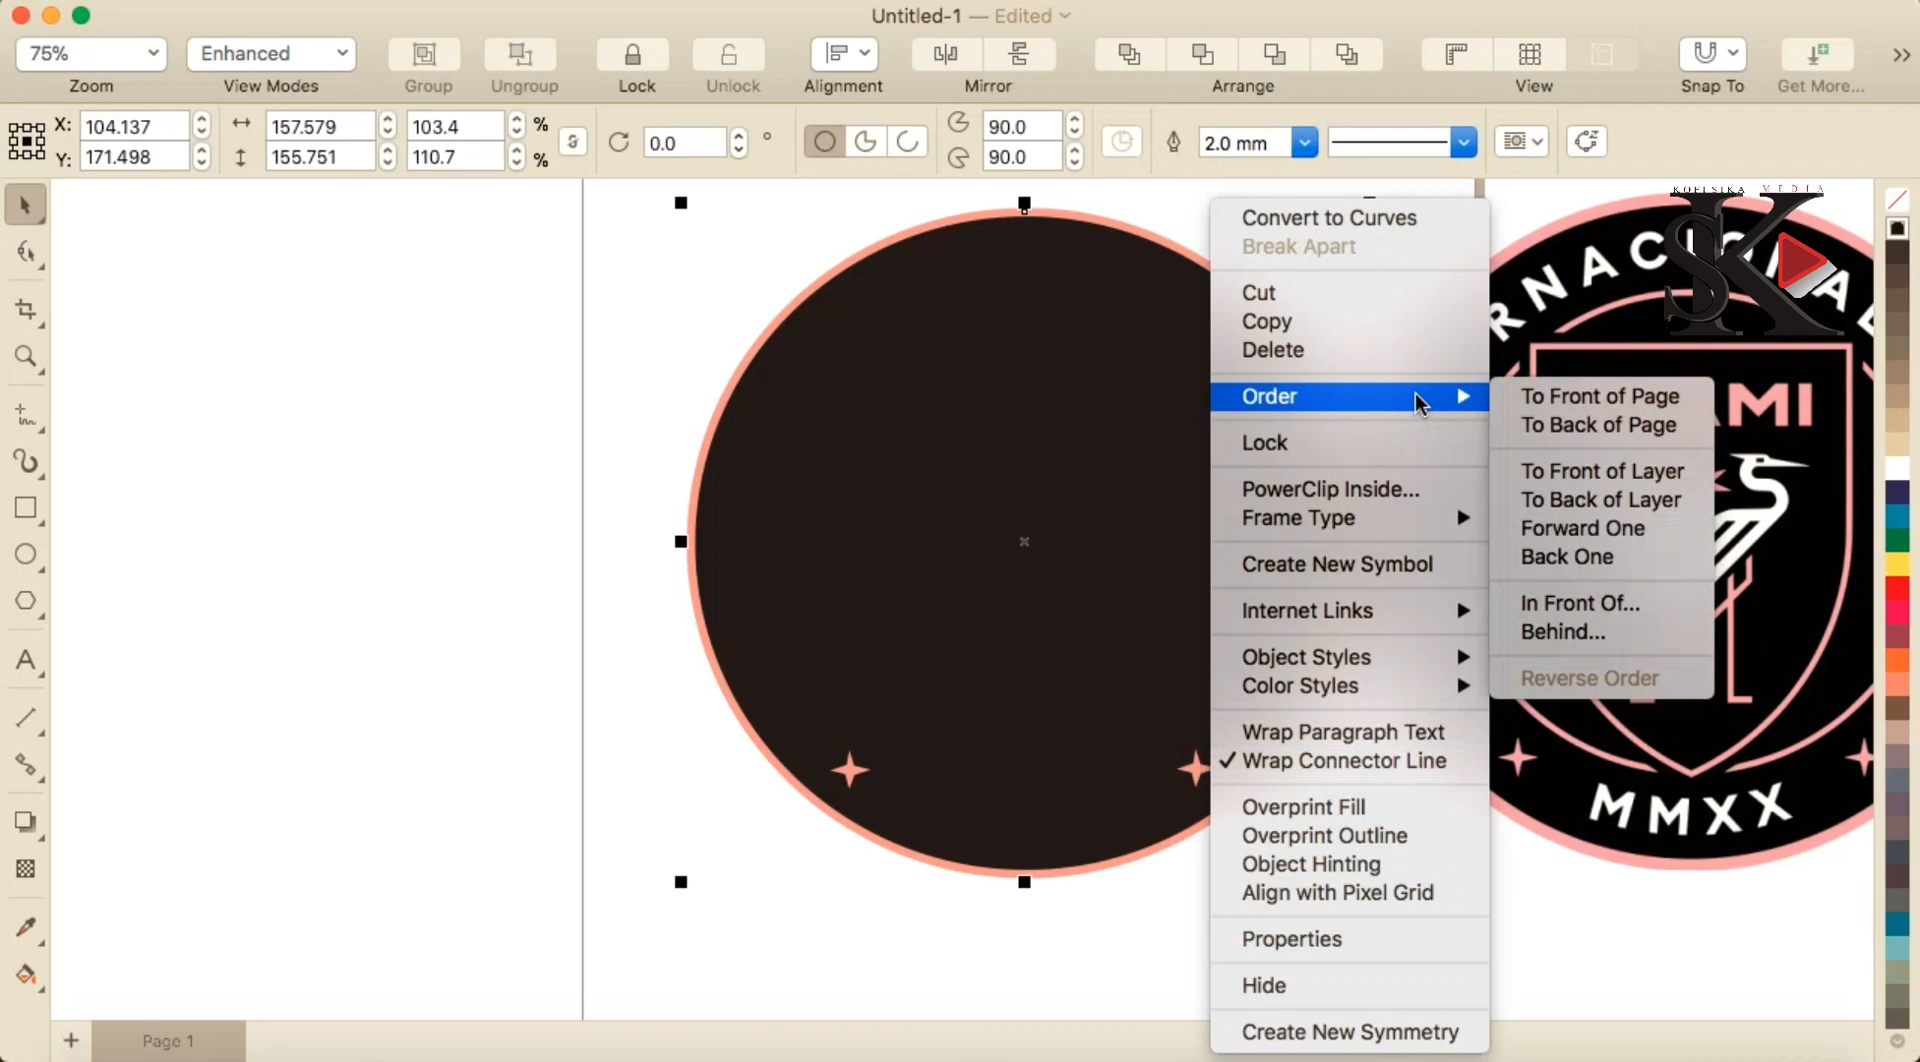 Untitled-1 — Edited
75%
Enhanced
Zoom
View Modes
Group
Ungroup
Lock
Unlock
Alignment
Mirror
Arrange
View
Snap To
Get More...
X: 104.137
157.579
103.4 %
90.0
Y: 171.498
155.751
110.7 %
90.0
0.0 °
2.0 mm
Convert to Curves
Break Apart
Cut
Copy
Delete
Order
Lock
PowerClip Inside...
Frame Type
Create New Symbol
Internet Links
Object Styles
Color Styles
Wrap Paragraph Text
Wrap Connector Line
Overprint Fill
Overprint Outline
Object Hinting
Align with Pixel Grid
Properties
Hide
Create New Symmetry
To Front of Page
To Back of Page
To Front of Layer
To Back of Layer
Forward One
Back One
In Front Of...
Behind...
Reverse Order
KOFI SIKA MEDIA
SK
RNACIONAL
AMI
MMXX
A
Page 1